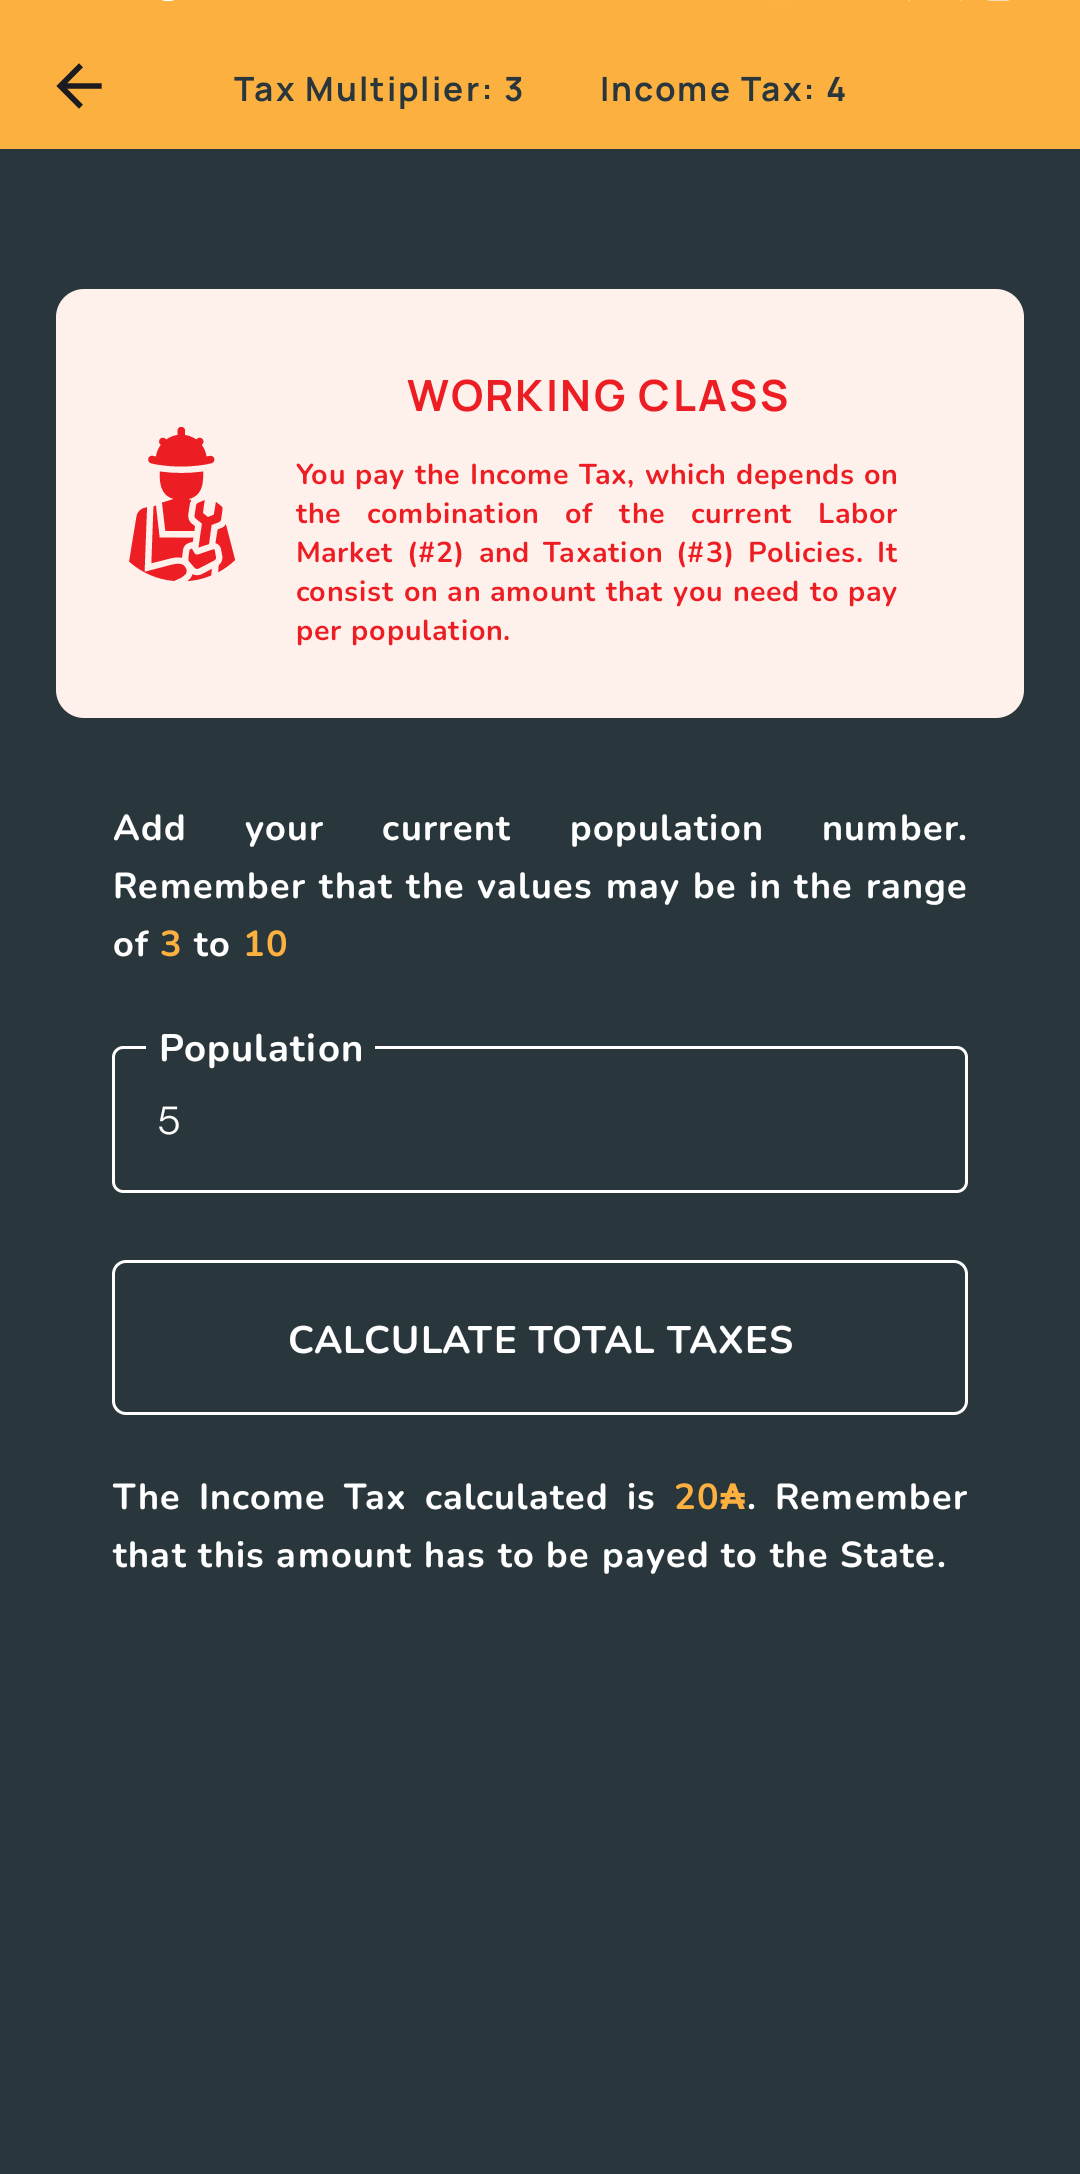 Tax Multiplier: 3 Income Tax: 4
WORKING CLASS
You pay the Income Tax, which depends on
the combination of the current Labor
Market (#2) and Taxation (#3) Policies. It
consist on an amount that you need to pay
per population.
Add your current population number.
Remember that the values may be in the range
of 3 to 10
Population
5
CALCULATE TOTAL TAXES
The Income Tax calculated is 20₳. Remember
that this amount has to be payed to the State.